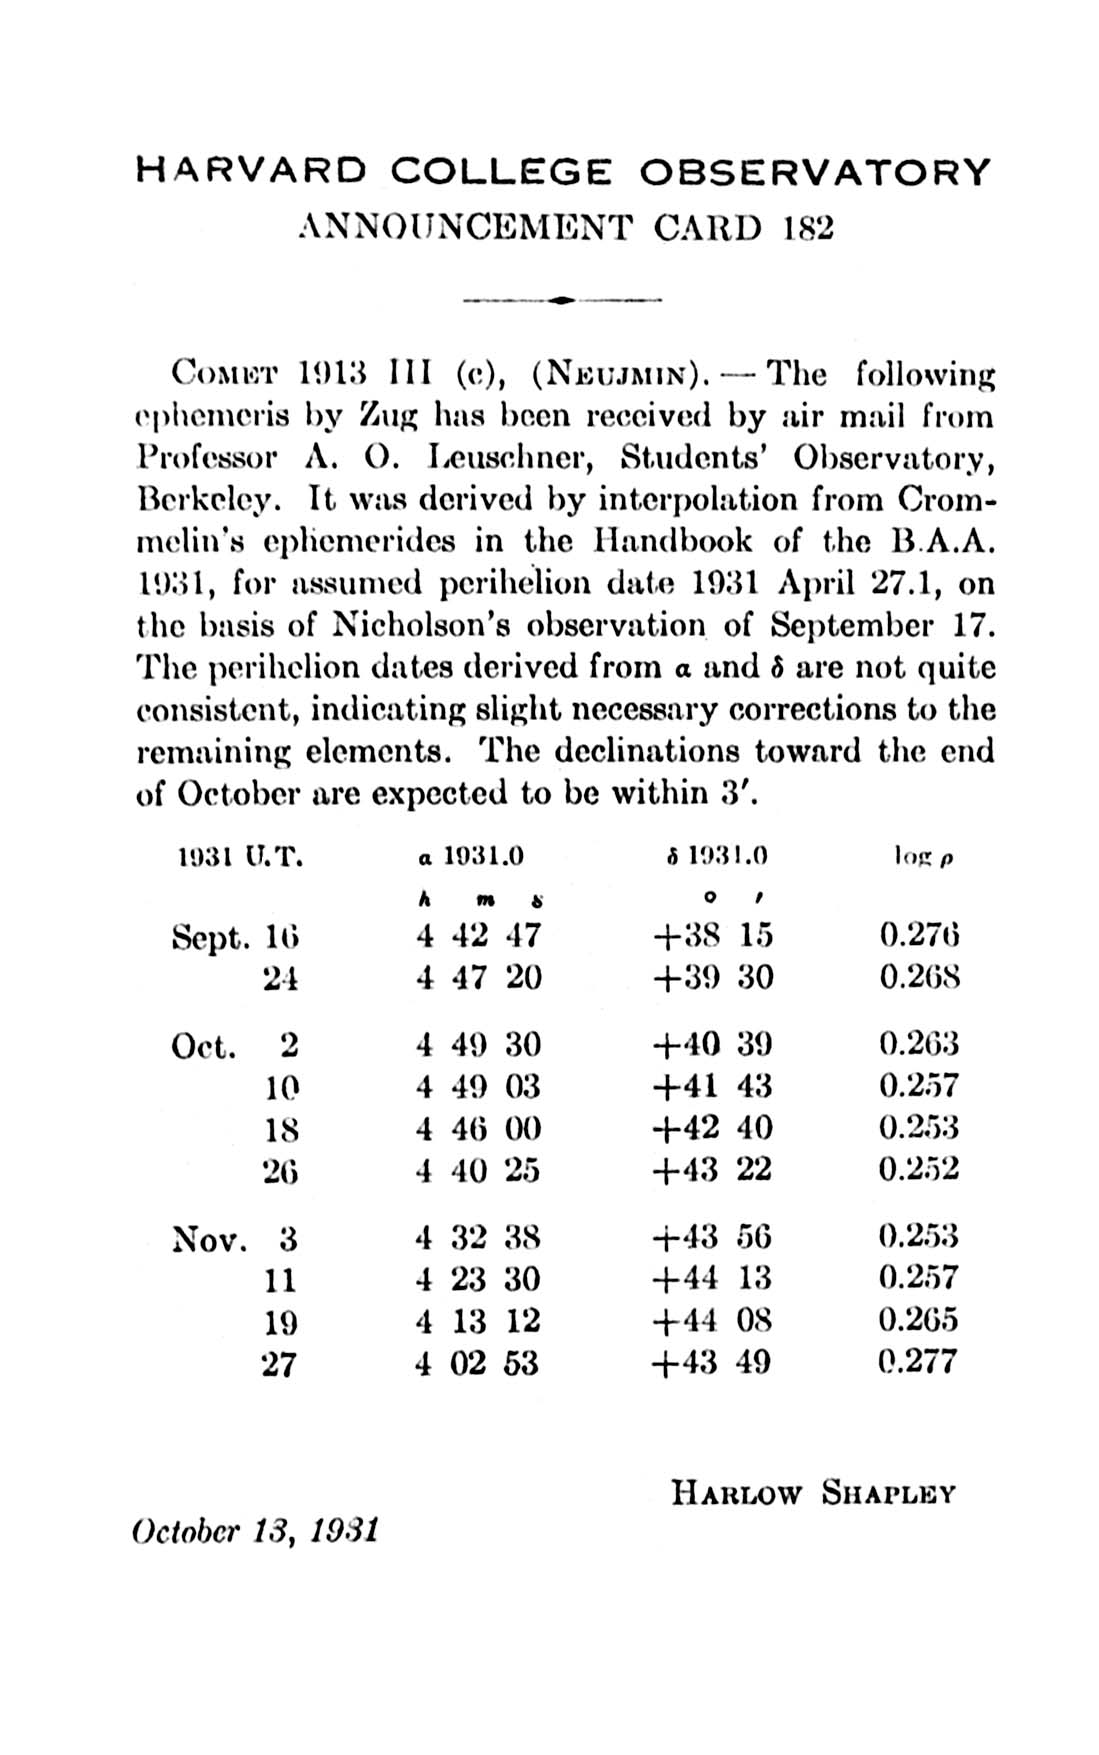 HARVARD COLLEGE OBSERVATORY
ANNOUNCEMENT CARD 182
COMET 1913 III (c), (NEUJMIN). — The following
ephemeris by Zug has been received by air mail from
Professor A. O. Leuschner, Students' Observatory,
Berkeley. It was derived by interpolation from Crom-
melin's ephemerides in the Handbook of the B.A.A.
1931, for assumed perihelion date 1931 April 27.1, on
the basis of Nicholson's observation of September 17.
The perihelion dates derived from α and δ are not quite
consistent, indicating slight necessary corrections to the
remaining elements. The declinations toward the end
of October are expected to be within 3′.
1931 U.T. α 1931.0 δ 1931.0 log ρ
h m s ° ′
Sept. 16 4 42 47 +38 15 0.276
24 4 47 20 +39 30 0.268
Oct. 2 4 49 30 +40 39 0.263
10 4 49 03 +41 43 0.257
18 4 46 00 +42 40 0.253
26 4 40 25 +43 22 0.252
Nov. 3 4 32 38 +43 56 0.253
11 4 23 30 +44 13 0.257
19 4 13 12 +44 08 0.265
27 4 02 53 +43 49 0.277
HARLOW SHAPLEY
October 13, 1931